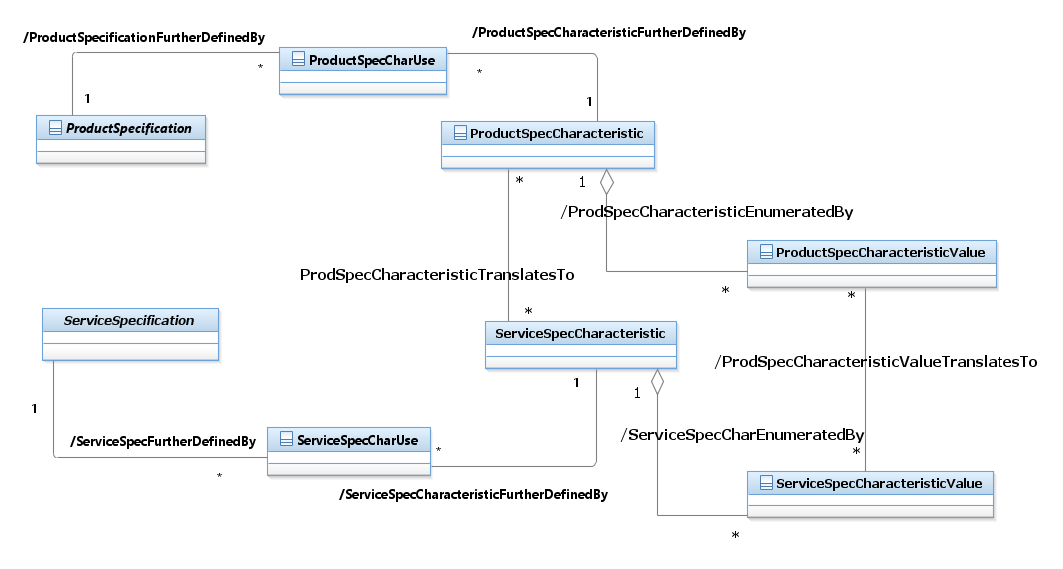 /ProductSpecificationFurtherDefinedBy
/ProductSpecCharacteristicFurtherDefinedBy
ProductSpecCharUse
*
*
1
1
ProductSpecification
ProductSpecCharacteristic
*
1
/ProdSpecCharacteristicEnumeratedBy
ProductSpecCharacteristicValue
ProdSpecCharacteristicTranslatesTo
*
*
*
ServiceSpecification
ServiceSpecCharacteristic
/ProdSpecCharacteristicValueTranslatesTo
1
1
1
/ServiceSpecFurtherDefinedBy
ServiceSpecCharUse
/ServiceSpecCharEnumeratedBy
*
*
*
ServiceSpecCharacteristicValue
/ServiceSpecCharacteristicFurtherDefinedBy
*